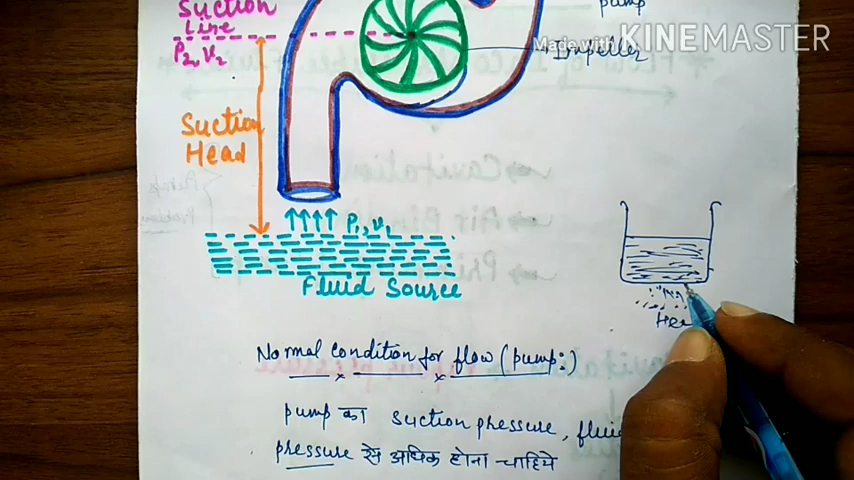 Suction
Line
P2, V2
pump
Made with KINEMASTER
Impeller
Suction
Head
P1, V1
Fluid Source
Hea
Normal condition for flow (pump:)
pump का suction pressure, fluid
pressure से अधिक होना चाहिये